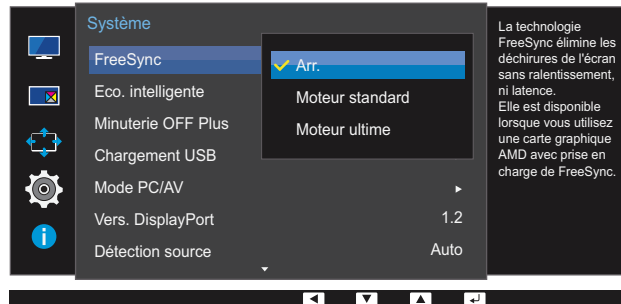 Système
FreeSync
Arr.
Eco. intelligente
Moteur standard
Minuterie OFF Plus
Moteur ultime
Chargement USB
Mode PC/AV
Vers. DisplayPort
1.2
Détection source
Auto
La technologie
FreeSync élimine les
déchirures de l'écran
sans ralentissement,
ni latence.
Elle est disponible
lorsque vous utilisez
une carte graphique
AMD avec prise en
charge de FreeSync.